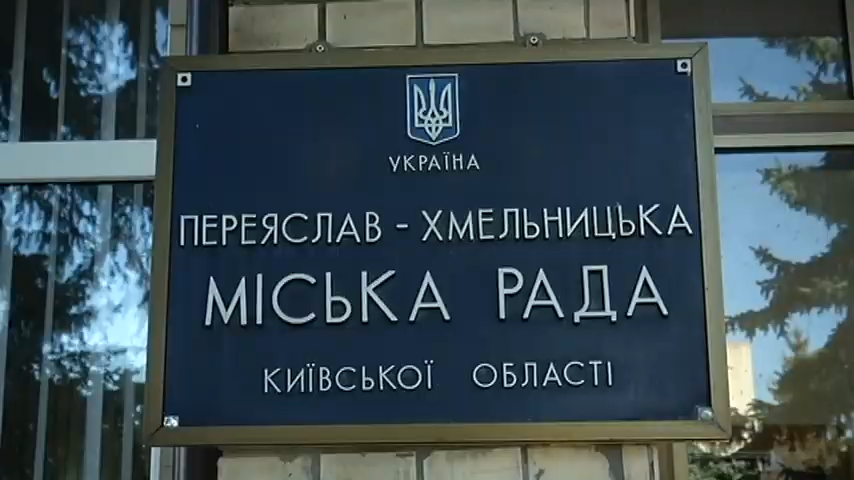 УКРАЇНА
ПЕРЕЯСЛАВ - ХМЕЛЬНИЦЬКА
МІСЬКА РАДА
КИЇВСЬКОЇ ОБЛАСТІ